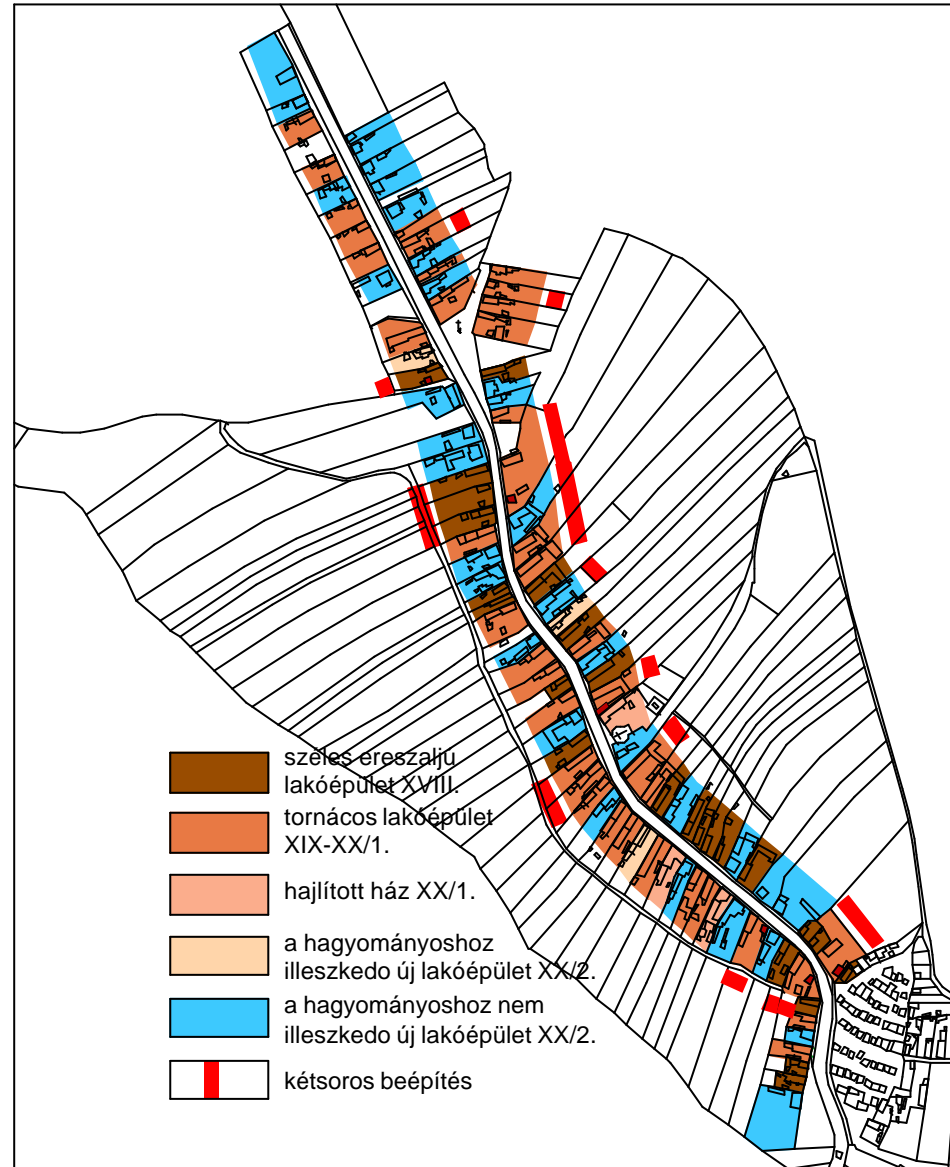 széles ereszaljú
lakóépület XVIII.
tornácos lakóépület
XIX-XX/1.
hajlított ház XX/1.
a hagyományoshoz
illeszkedo új lakóépület XX/2.
a hagyományoshoz nem
illeszkedo új lakóépület XX/2.
kétsoros beépítés